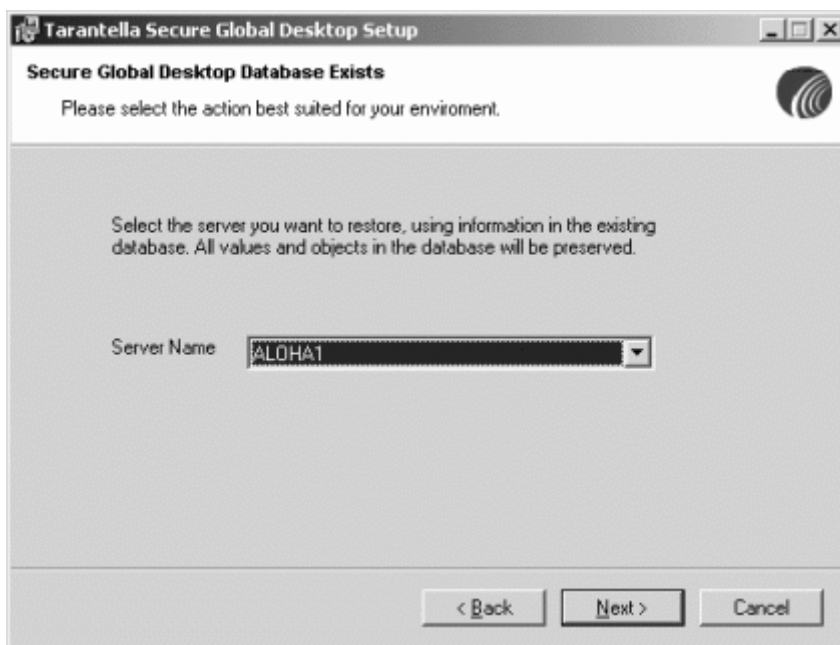 Tarantella Secure Global Desktop Setup
Secure Global Desktop Database Exists
Please select the action best suited for your enviroment.
Select the server you want to restore, using information in the existing
database. All values and objects in the database will be preserved.
Server Name ALOHA1
< Back Next > Cancel